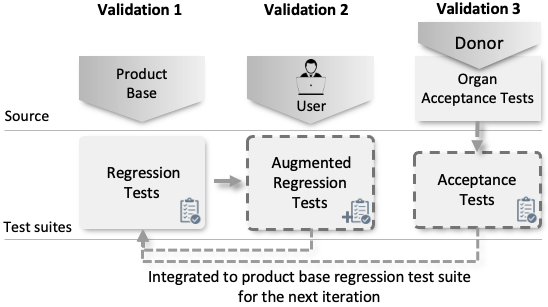 Validation 1
Validation 2
Validation 3
Product
Base
User
Donor
Organ
Acceptance Tests
Source
Regression
Tests
Augmented
Regression
Tests
Acceptance
Tests
Test suites
Integrated to product base regression test suite
for the next iteration